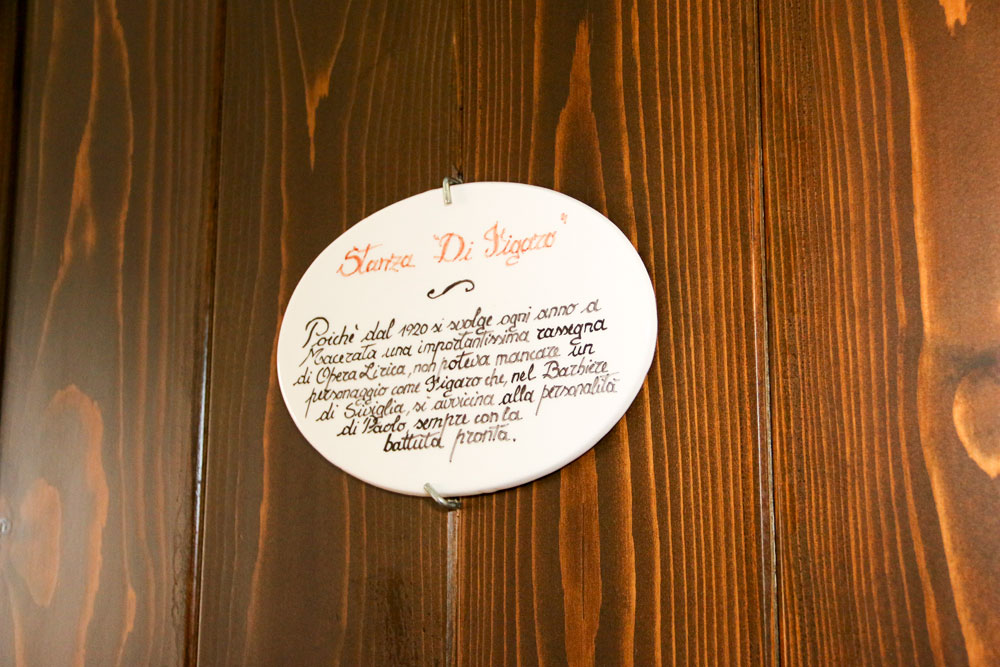 Stanza "Di Figaro"
Poichè dal 1920 si svolge ogni anno a
Macerata una importantissima rassegna
di Opera Lirica, non poteva mancare un
personaggio come Figaro che, nel Barbiere
di Siviglia, si avvicina alla personalità
di Paolo sempre con la
battuta pronta.